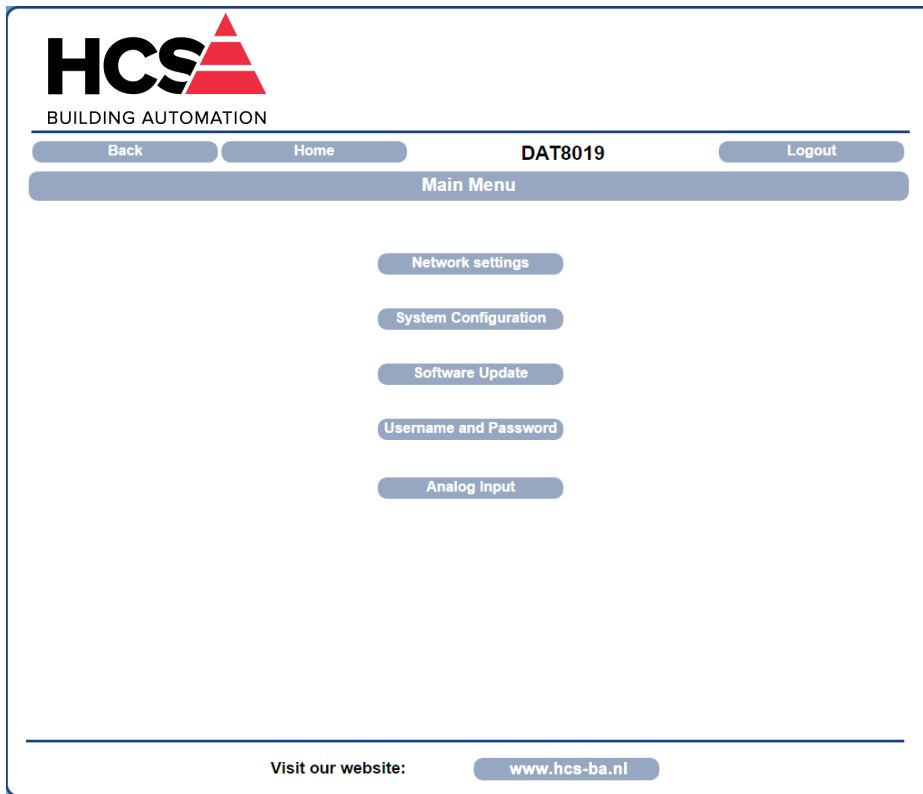 HCS
BUILDING AUTOMATION
Back Home DAT8019 Logout
Main Menu
Network settings
System Configuration
Software Update
Username and Password
Analog Input
Visit our website: www.hcs-ba.nl